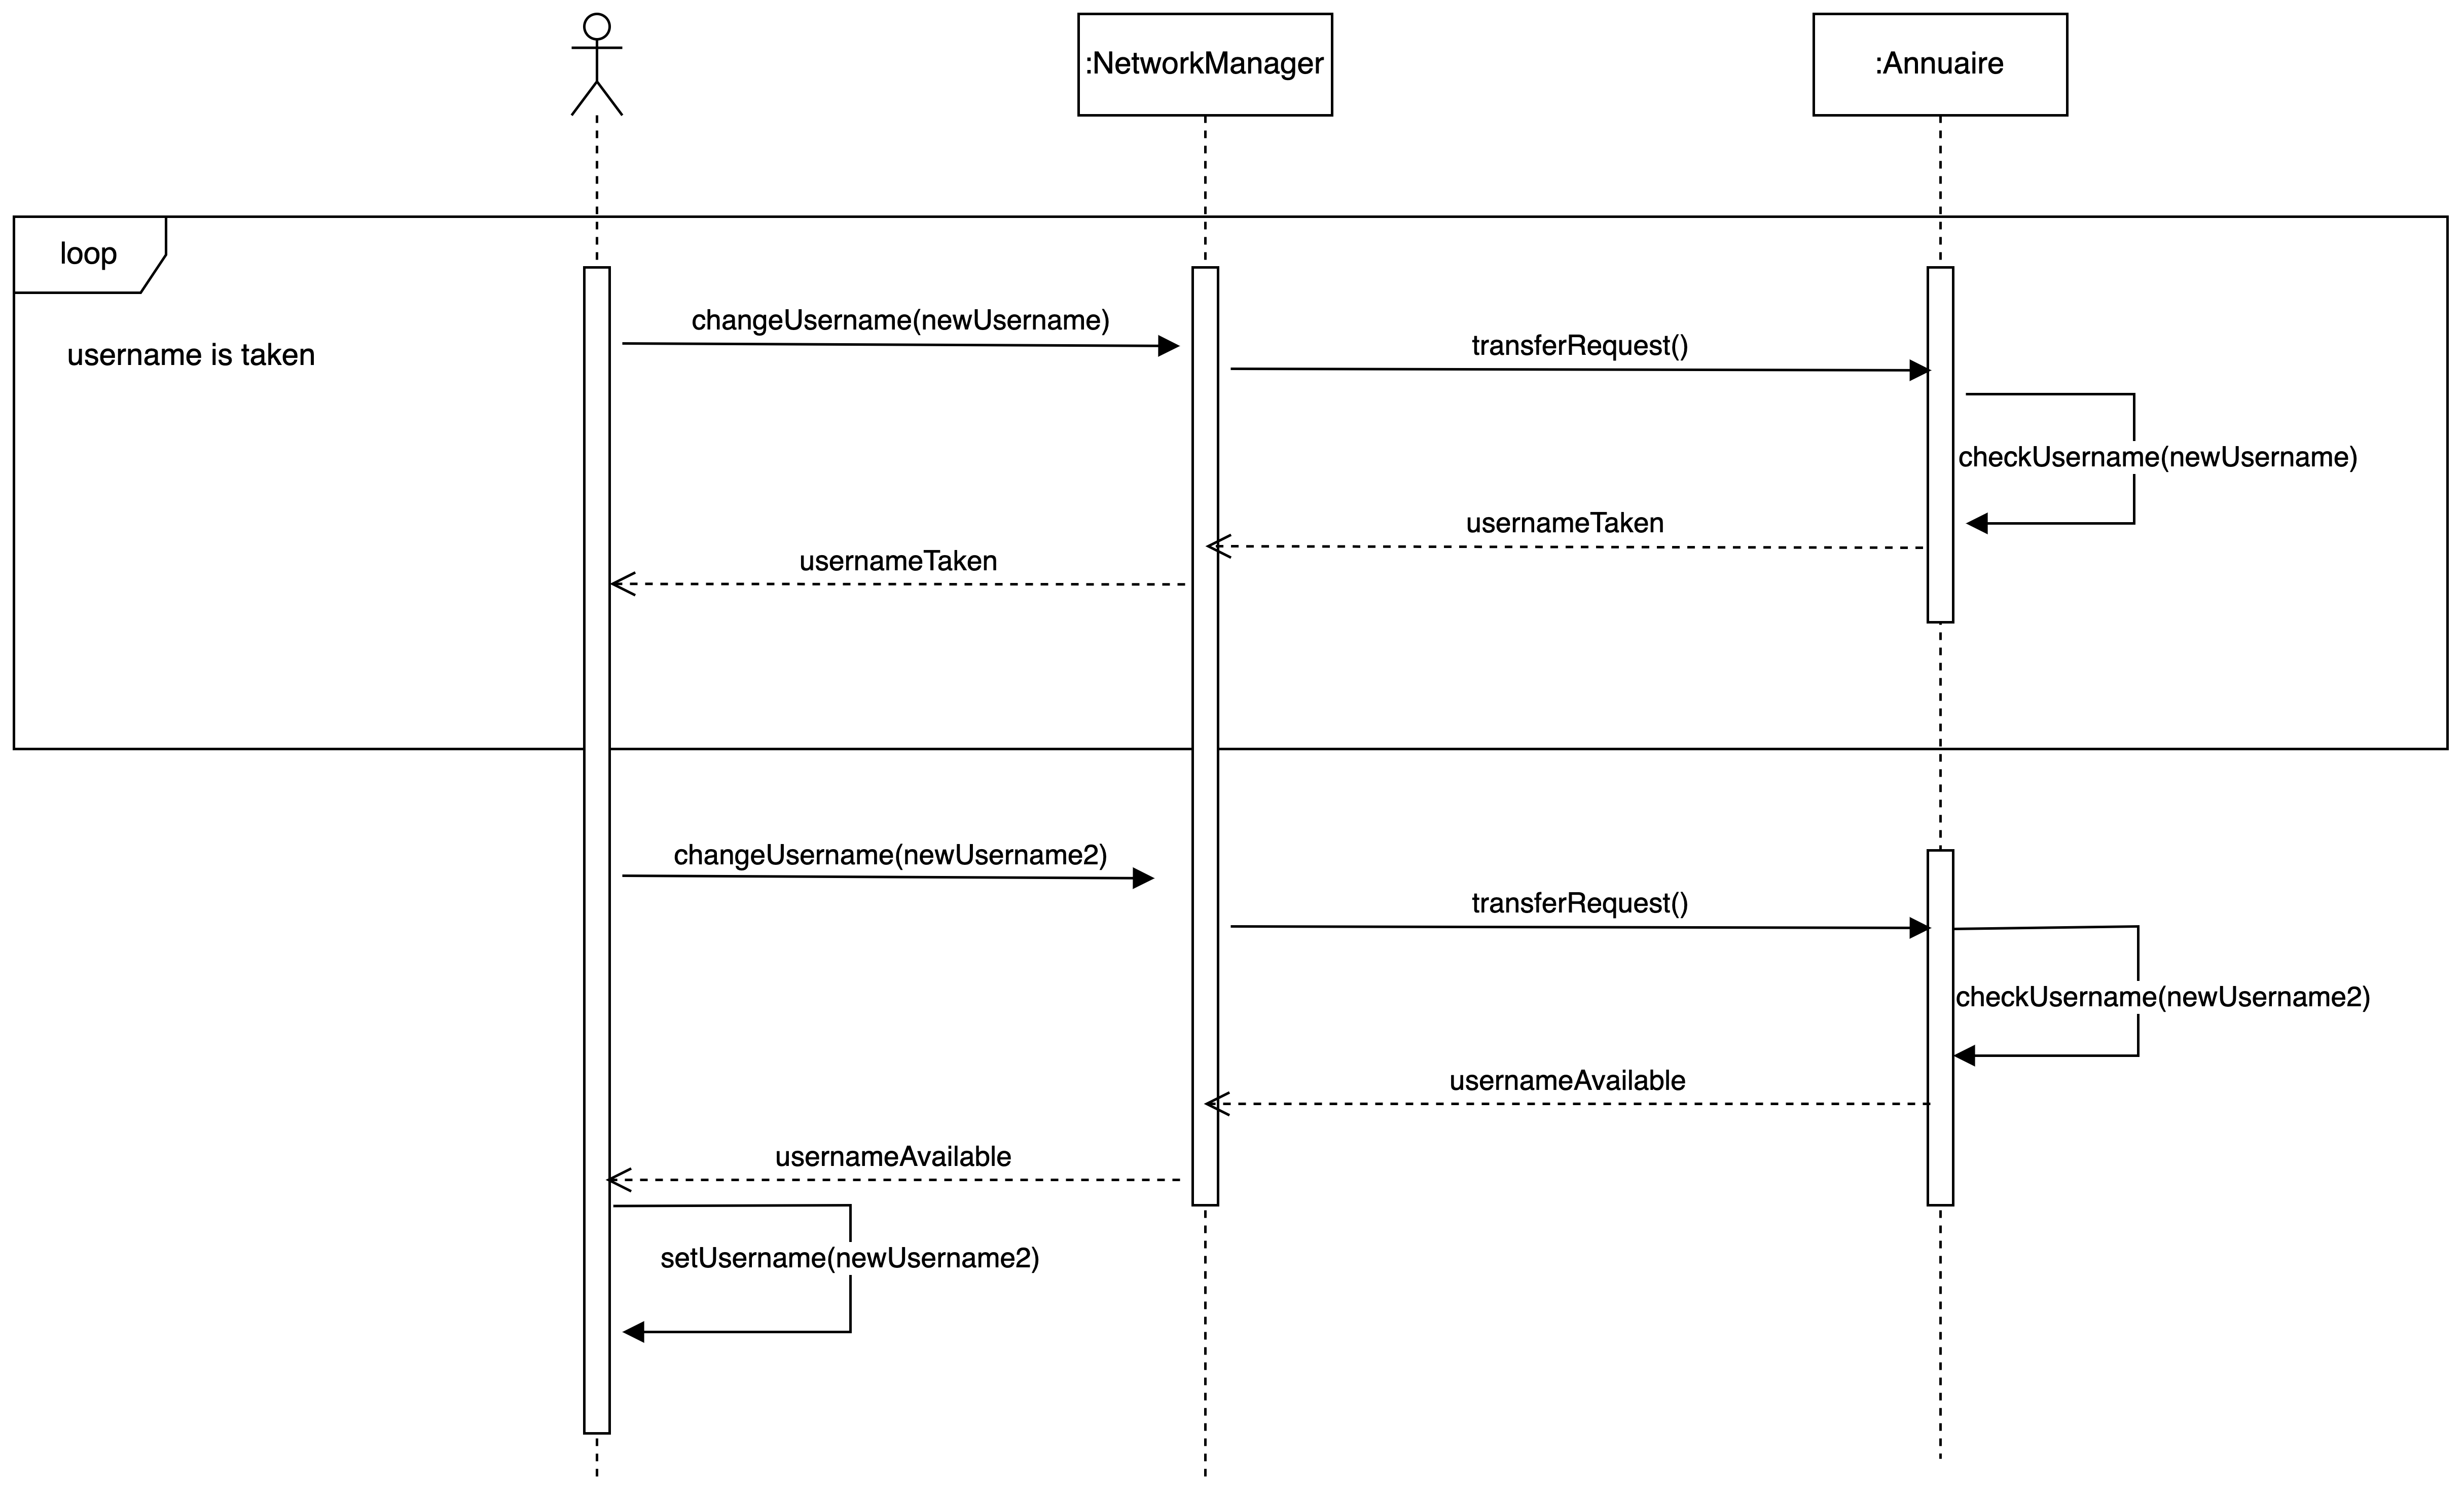 :NetworkManager
:Annuaire
loop
changeUsername(newUsername)
transferRequest()
username is taken
checkUsername(newUsername)
usernameTaken
usernameTaken
changeUsername(newUsername2)
transferRequest()
checkUsername(newUsername2)
usernameAvailable
usernameAvailable
setUsername(newUsername2)